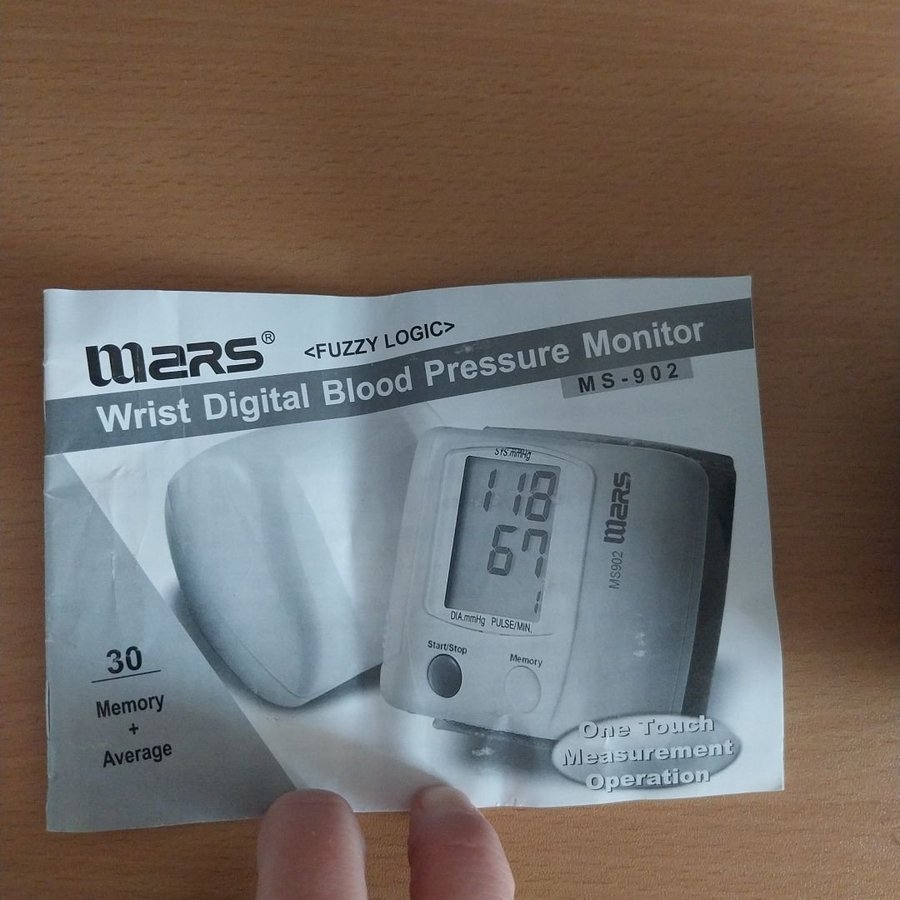 mars® <FUZZY LOGIC>
Wrist Digital Blood Pressure Monitor
MS-902
SYS.mmHg
118
67
DIA.mmHg PULSE/MIN.
MS902 mars
Start/Stop
Memory
30
Memory
+
Average
One Touch
Measurement
Operation